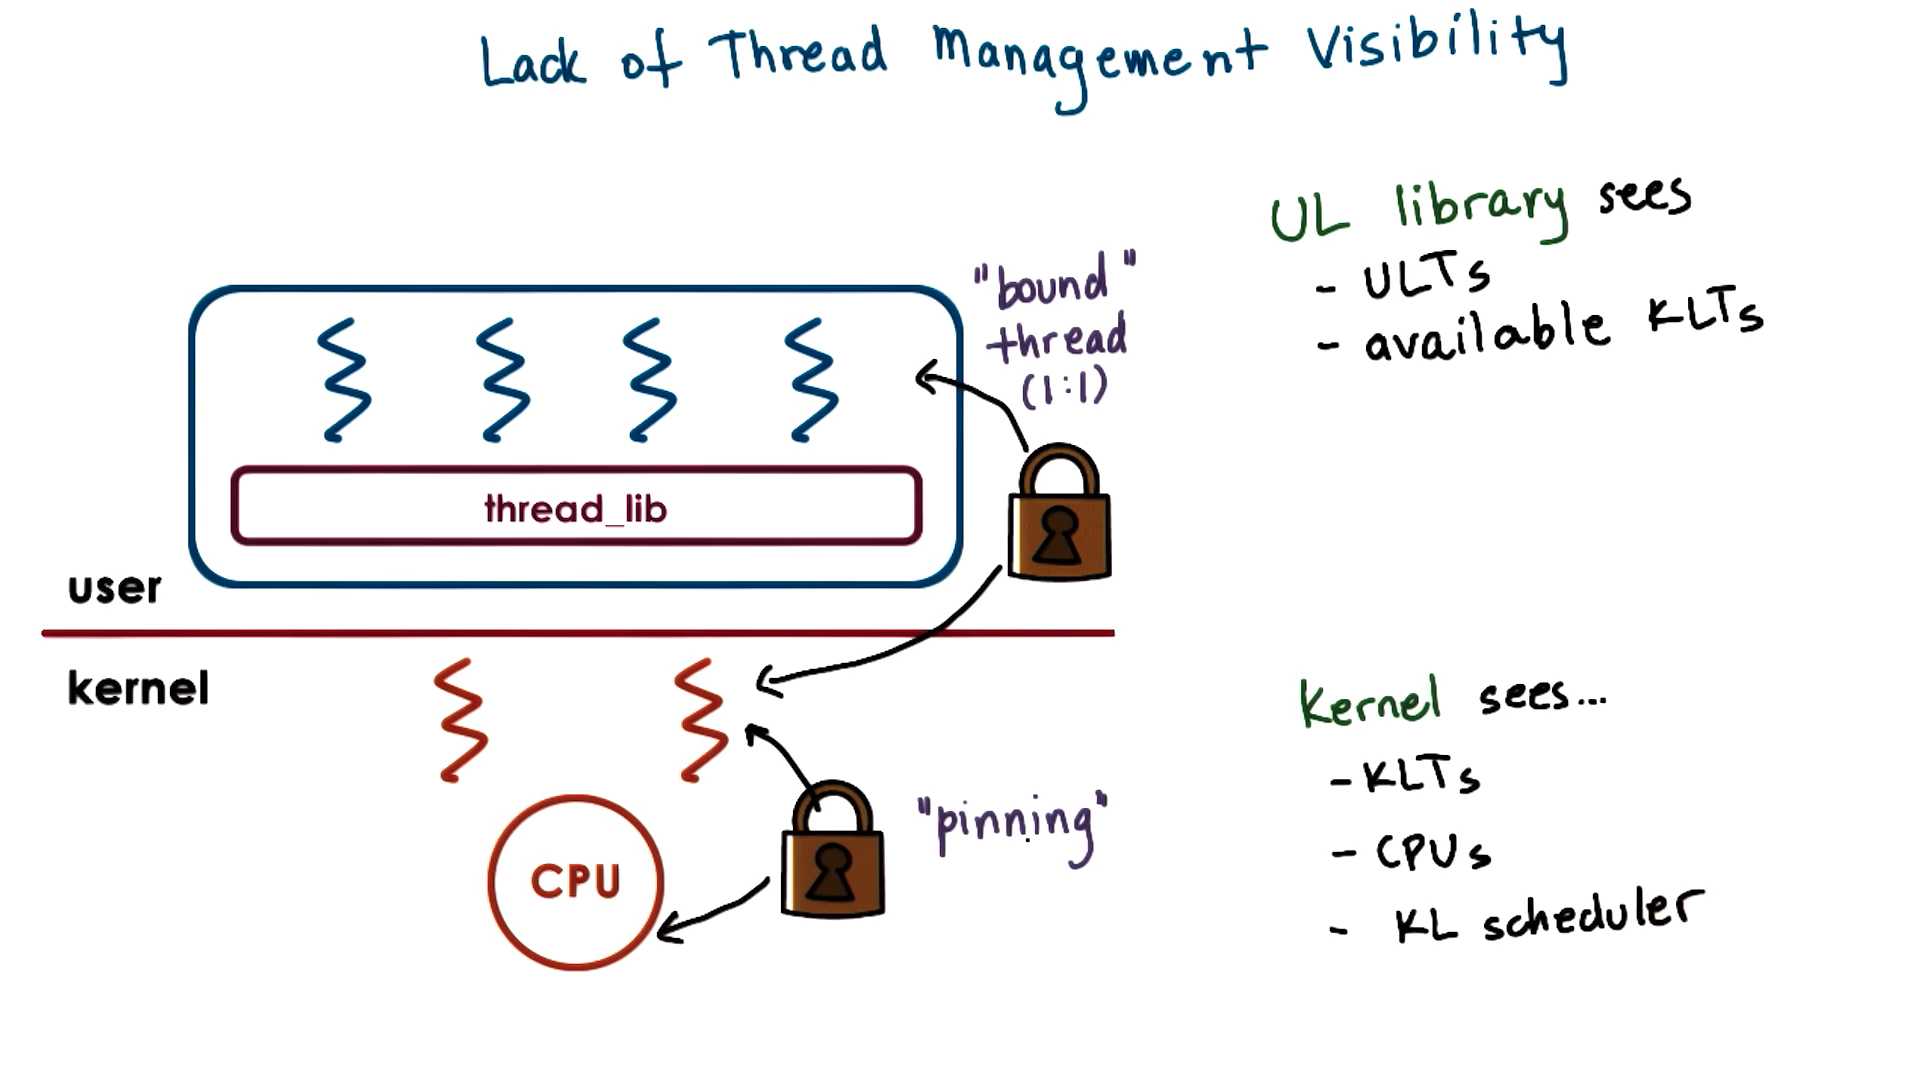 Lack of Thread Management Visibility
UL library sees
- ULTs
- available KLTs
"bound"
thread
(1:1)
thread_lib
user
kernel
CPU
"pinning"
Kernel sees...
- KLTs
- CPUs
- KL scheduler